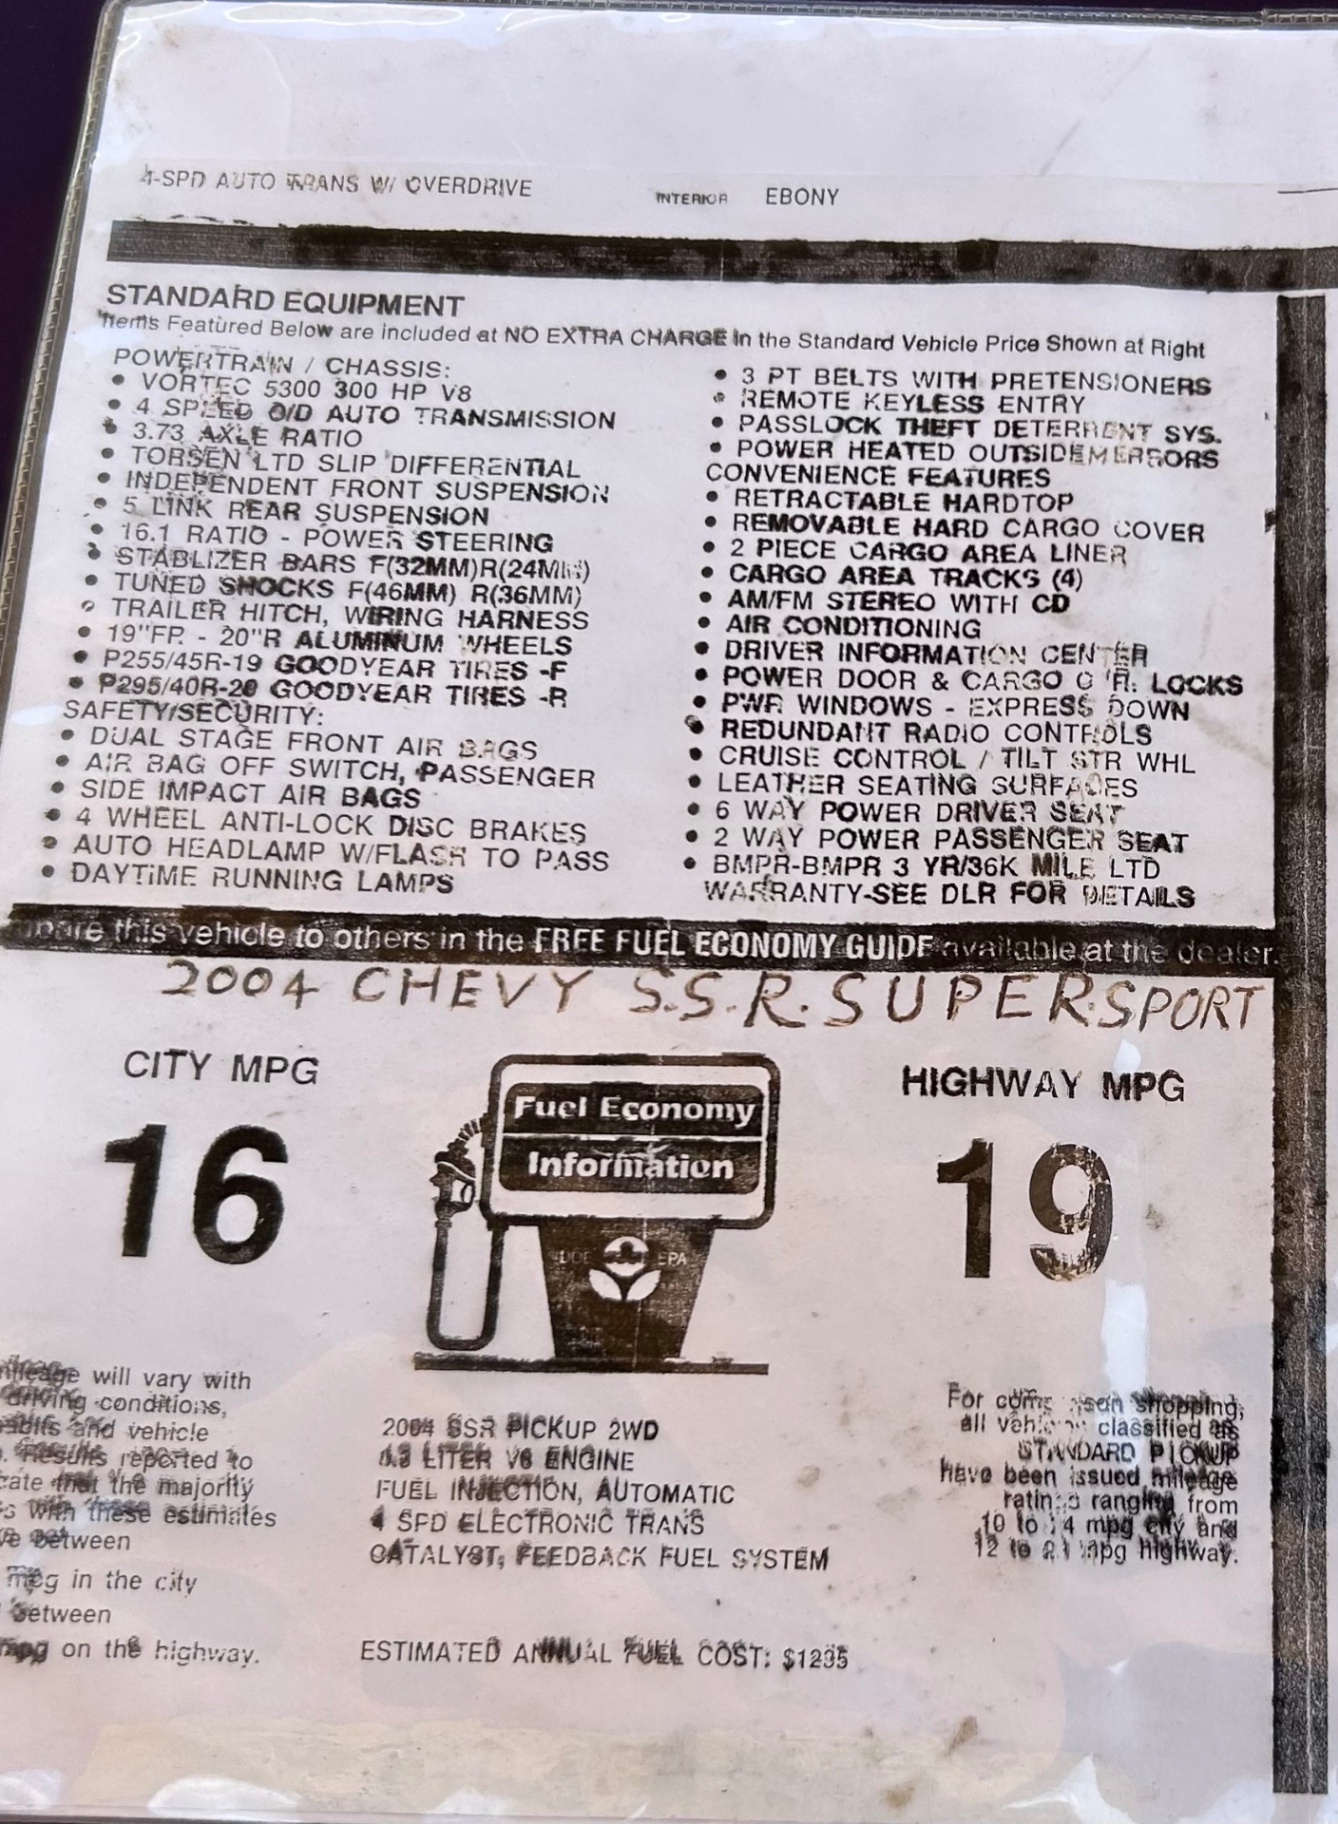 4-SPD AUTO TRANS W/ OVERDRIVE
INTERIOR EBONY
STANDARD EQUIPMENT
Items Featured Below are included at NO EXTRA CHARGE in the Standard Vehicle Price Shown at Right
POWERTRAIN / CHASSIS:
• VORTEC 5300 300 HP V8
• 4 SPEED O/D AUTO TRANSMISSION
• 3.73 AXLE RATIO
• TORSEN LTD SLIP DIFFERENTIAL
• INDEPENDENT FRONT SUSPENSION
• 5 LINK REAR SUSPENSION
• 16.1 RATIO - POWER STEERING
• STABLIZER BARS F(32MM)R(24MM)
• TUNED SHOCKS F(46MM) R(36MM)
• TRAILER HITCH, WIRING HARNESS
• 19"FR - 20"R ALUMINUM WHEELS
• P255/45R-19 GOODYEAR TIRES -F
• P295/40R-20 GOODYEAR TIRES -R
SAFETY/SECURITY:
• DUAL STAGE FRONT AIR BAGS
• AIR BAG OFF SWITCH, PASSENGER
• SIDE IMPACT AIR BAGS
• 4 WHEEL ANTI-LOCK DISC BRAKES
• AUTO HEADLAMP W/FLASH TO PASS
• DAYTIME RUNNING LAMPS
• 3 PT BELTS WITH PRETENSIONERS
• REMOTE KEYLESS ENTRY
• PASSLOCK THEFT DETERRENT SYS.
• POWER HEATED OUTSIDE MIRRORS
CONVENIENCE FEATURES
• RETRACTABLE HARDTOP
• REMOVABLE HARD CARGO COVER
• 2 PIECE CARGO AREA LINER
• CARGO AREA TRACKS (4)
• AM/FM STEREO WITH CD
• AIR CONDITIONING
• DRIVER INFORMATION CENTER
• POWER DOOR & CARGO LOCKS
• PWR WINDOWS - EXPRESS DOWN
• REDUNDANT RADIO CONTROLS
• CRUISE CONTROL / TILT STR WHL
• LEATHER SEATING SURFACES
• 6 WAY POWER DRIVER SEAT
• 2 WAY POWER PASSENGER SEAT
• BMPR-BMPR 3 YR/36K MILE LTD
WARRANTY-SEE DLR FOR DETAILS
this vehicle to others in the FREE FUEL ECONOMY GUIDE available at the dealer.
2004 CHEVY S.S.R. SUPERSPORT
CITY MPG
16
Fuel Economy
Information
DOE EPA
HIGHWAY MPG
19
mileage will vary with
driving conditions,
habits and vehicle
Results reported to
that the majority
with these estimates
between
mpg in the city
between
mpg on the highway.
2004 SSR PICKUP 2WD
LITER V8 ENGINE
FUEL INJECTION, AUTOMATIC
4 SPD ELECTRONIC TRANS
CATALYST, FEEDBACK FUEL SYSTEM
ESTIMATED ANNUAL FUEL COST:
For comparison shopping,
all vehicles classified as
STANDARD PICKUP
have been issued mileage
ratings ranging from
10 to mpg city and
12 to mpg highway.